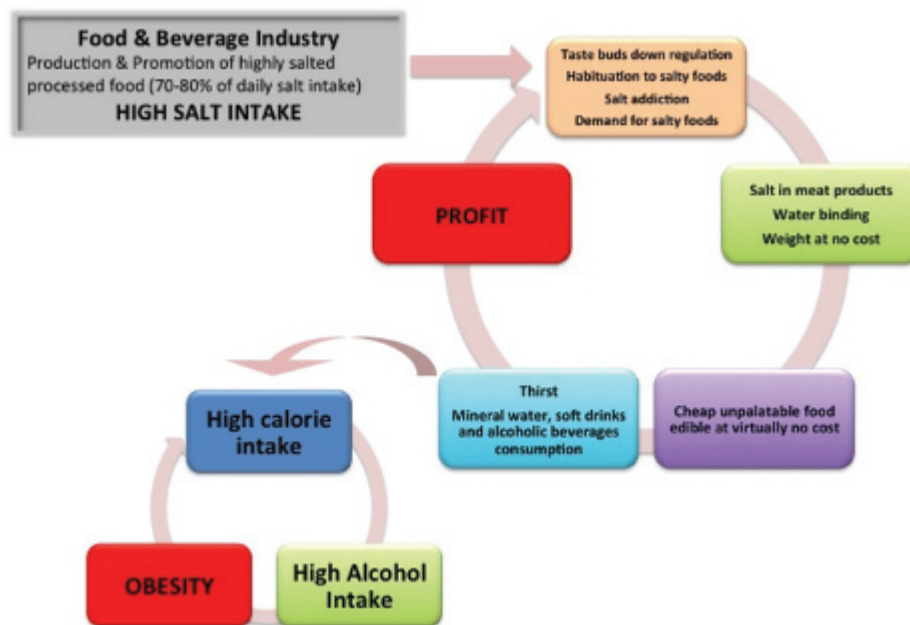 Food & Beverage Industry
Production & Promotion of highly salted
processed food (70-80% of daily salt intake)
HIGH SALT INTAKE
Taste buds down regulation
Habituation to salty foods
Salt addiction
Demand for salty foods
PROFIT
Salt in meat products
Water binding
Weight at no cost
Thirst
Mineral water, soft drinks
and alcoholic beverages
consumption
Cheap unpalatable food
edible at virtually no cost
High calorie
intake
OBESITY
High Alcohol
Intake